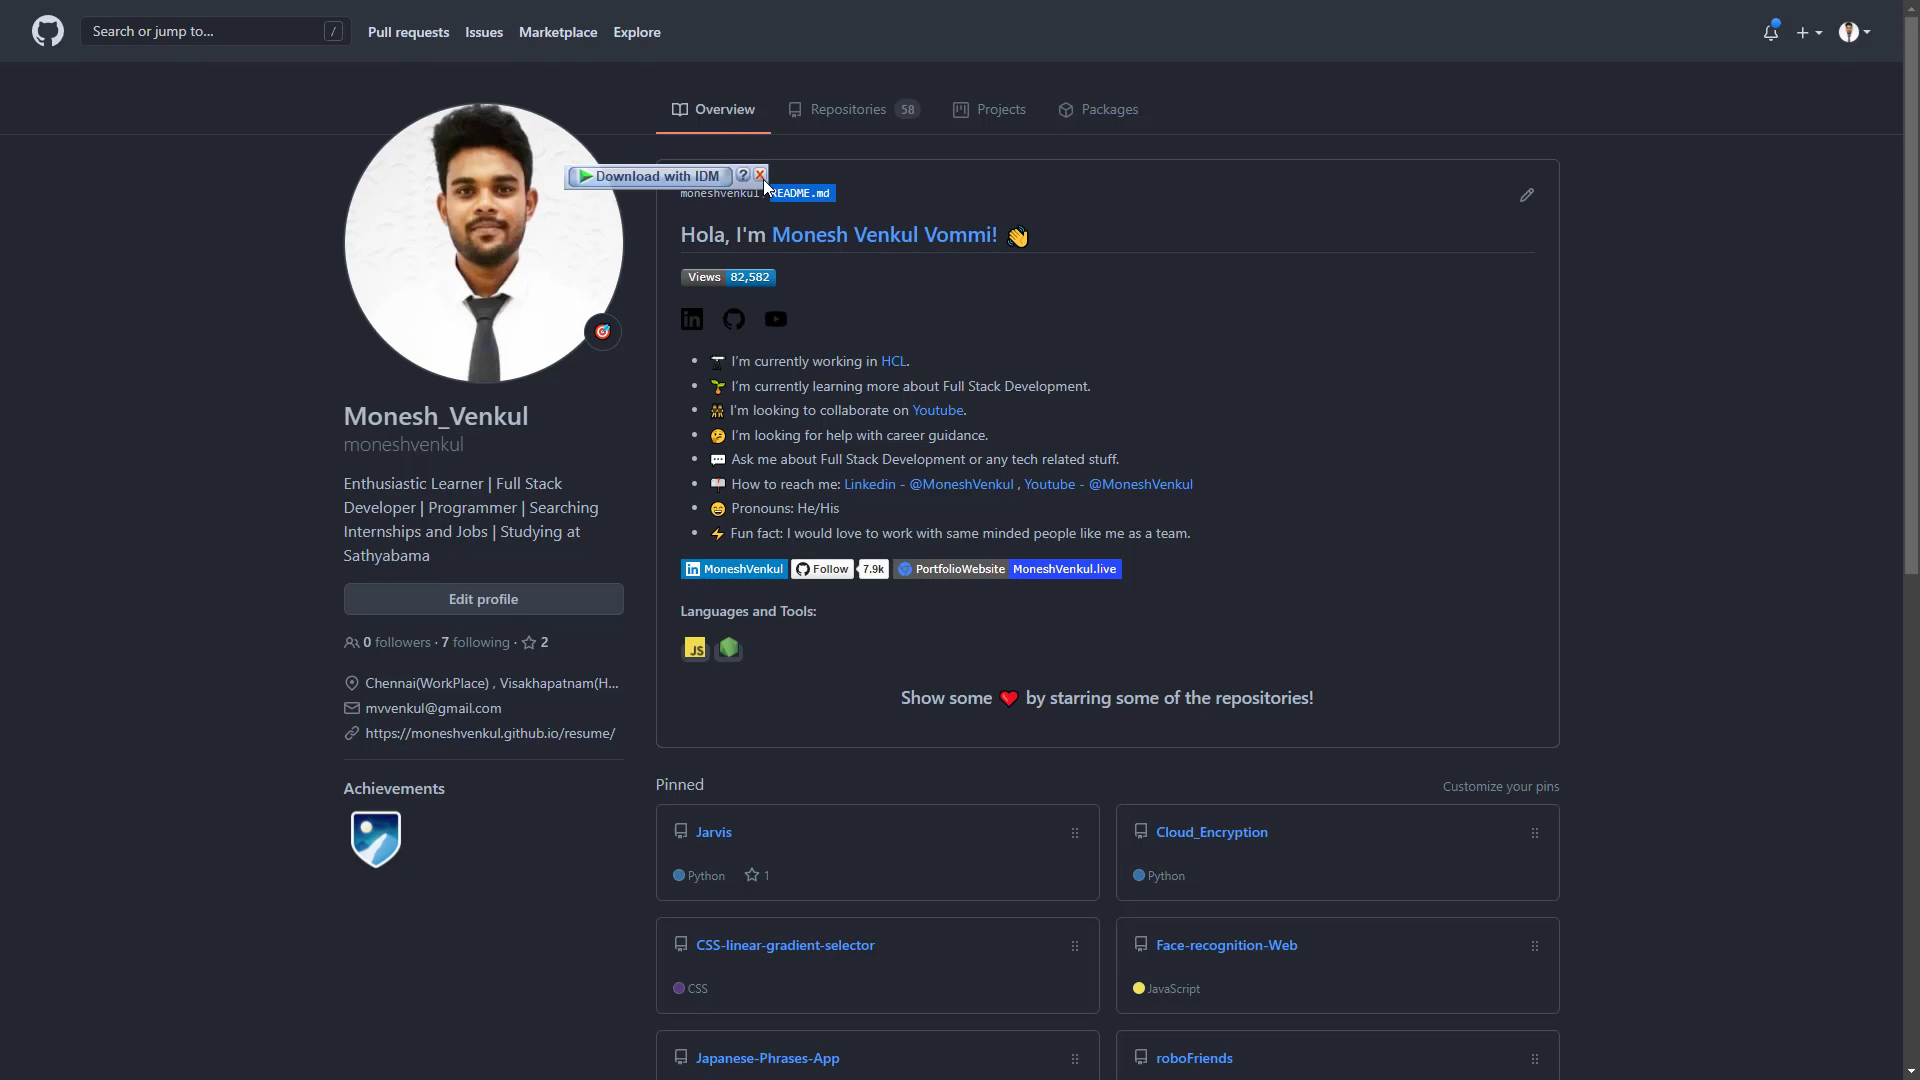 Search or jump to... /
Pull requests Issues Marketplace Explore
Overview Repositories 58 Projects Packages
Download with IDM ? X
moneshvenkul README.md
Hola, I'm Monesh Venkul Vommi! 👋
Views 82,582
I'm currently working in HCL.
I'm currently learning more about Full Stack Development.
I'm looking to collaborate on Youtube.
I'm looking for help with career guidance.
Ask me about Full Stack Development or any tech related stuff.
How to reach me: Linkedin - @MoneshVenkul , Youtube - @MoneshVenkul
Pronouns: He/His
Fun fact: I would love to work with same minded people like me as a team.
in MoneshVenkul Follow 7.9k PortfolioWebsite MoneshVenkul.live
Languages and Tools:
JS
Show some ❤️ by starring some of the repositories!
Monesh_Venkul
moneshvenkul
Enthusiastic Learner | Full Stack
Developer | Programmer | Searching
Internships and Jobs | Studying at
Sathyabama
Edit profile
0 followers · 7 following · 2
Chennai(WorkPlace) , Visakhapatnam(H...
mvvenkul@gmail.com
https://moneshvenkul.github.io/resume/
Achievements
Pinned Customize your pins
Jarvis
Python 1
Cloud_Encryption
Python
CSS-linear-gradient-selector
CSS
Face-recognition-Web
JavaScript
Japanese-Phrases-App
roboFriends